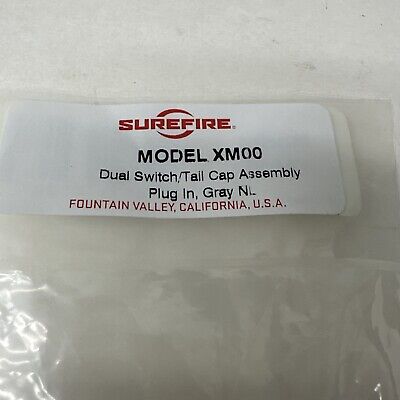 SUREFIRE
MODEL XM00
Dual Switch/Tail Cap Assembly
Plug In, Gray NL
FOUNTAIN VALLEY, CALIFORNIA, U.S.A.